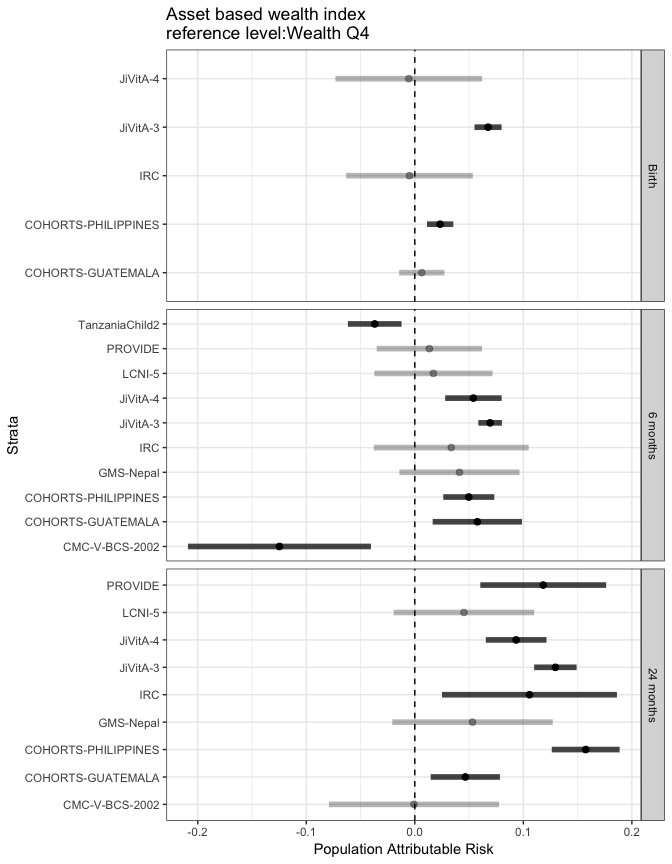 Asset based wealth index
reference level:Wealth Q4
Strata
JiVitA-4
JiVitA-3
IRC
COHORTS-PHILIPPINES
COHORTS-GUATEMALA
Birth
TanzaniaChild2
PROVIDE
LCNI-5
JiVitA-4
JiVitA-3
IRC
GMS-Nepal
COHORTS-PHILIPPINES
COHORTS-GUATEMALA
CMC-V-BCS-2002
6 months
PROVIDE
LCNI-5
JiVitA-4
JiVitA-3
IRC
GMS-Nepal
COHORTS-PHILIPPINES
COHORTS-GUATEMALA
CMC-V-BCS-2002
24 months
-0.2 -0.1 0.0 0.1 0.2
Population Attributable Risk